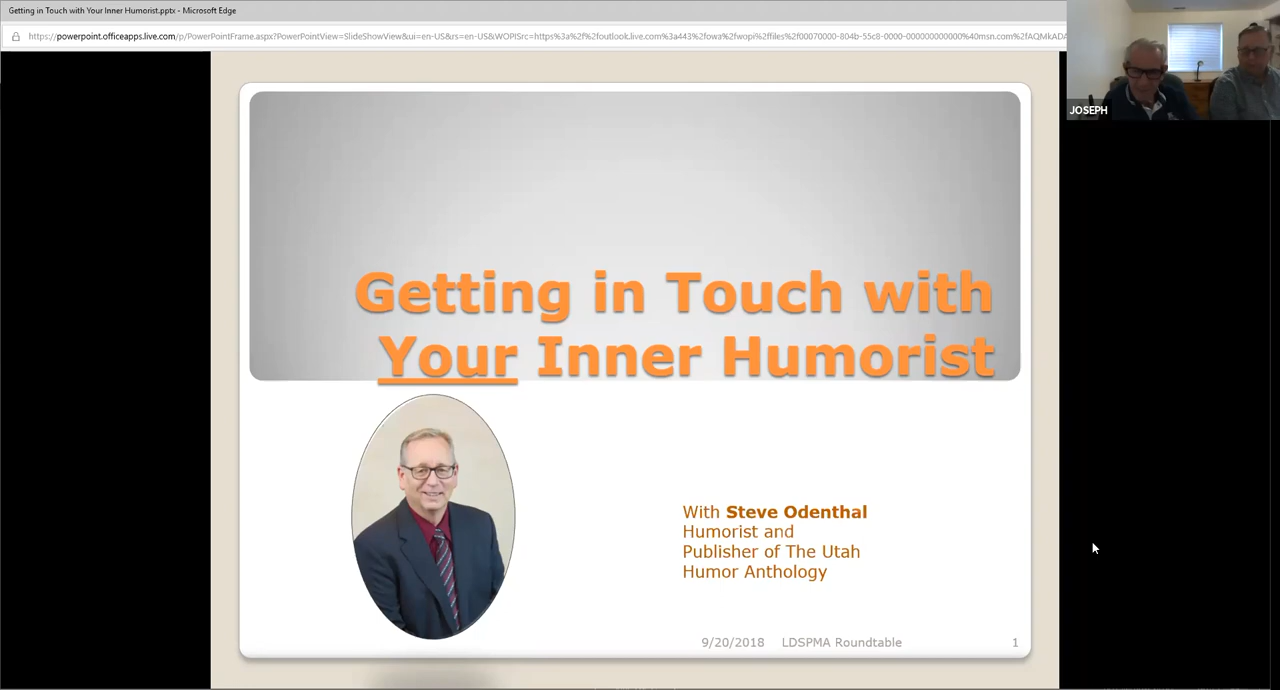 Getting in Touch with Your Inner Humorist.pptx - Microsoft Edge
https://powerpoint.officeapps.live.com/p/PowerPointFrame.aspx?PowerPointView=SlideShowView&ui=en-US&rs=en-US&WOPISrc=https%3a%2f%2foutlook.live.com%3a443%2fowa%2fwopi%2ffiles%2f00070000-804b-55c8-0000-000000000000%40msn.com%2fAQMkADA
JOSEPH
Getting in Touch with
Your Inner Humorist
With Steve Odenthal
Humorist and
Publisher of The Utah
Humor Anthology
9/20/2018 LDSPMA Roundtable 1